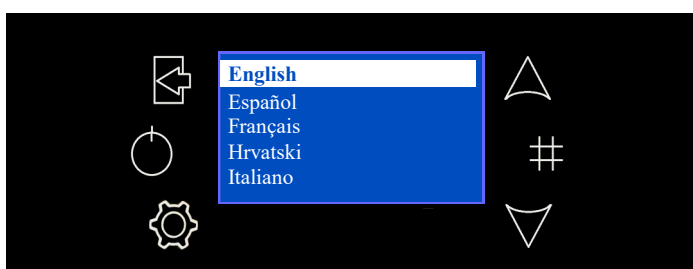 English
Español
Français
Hrvatski
Italiano